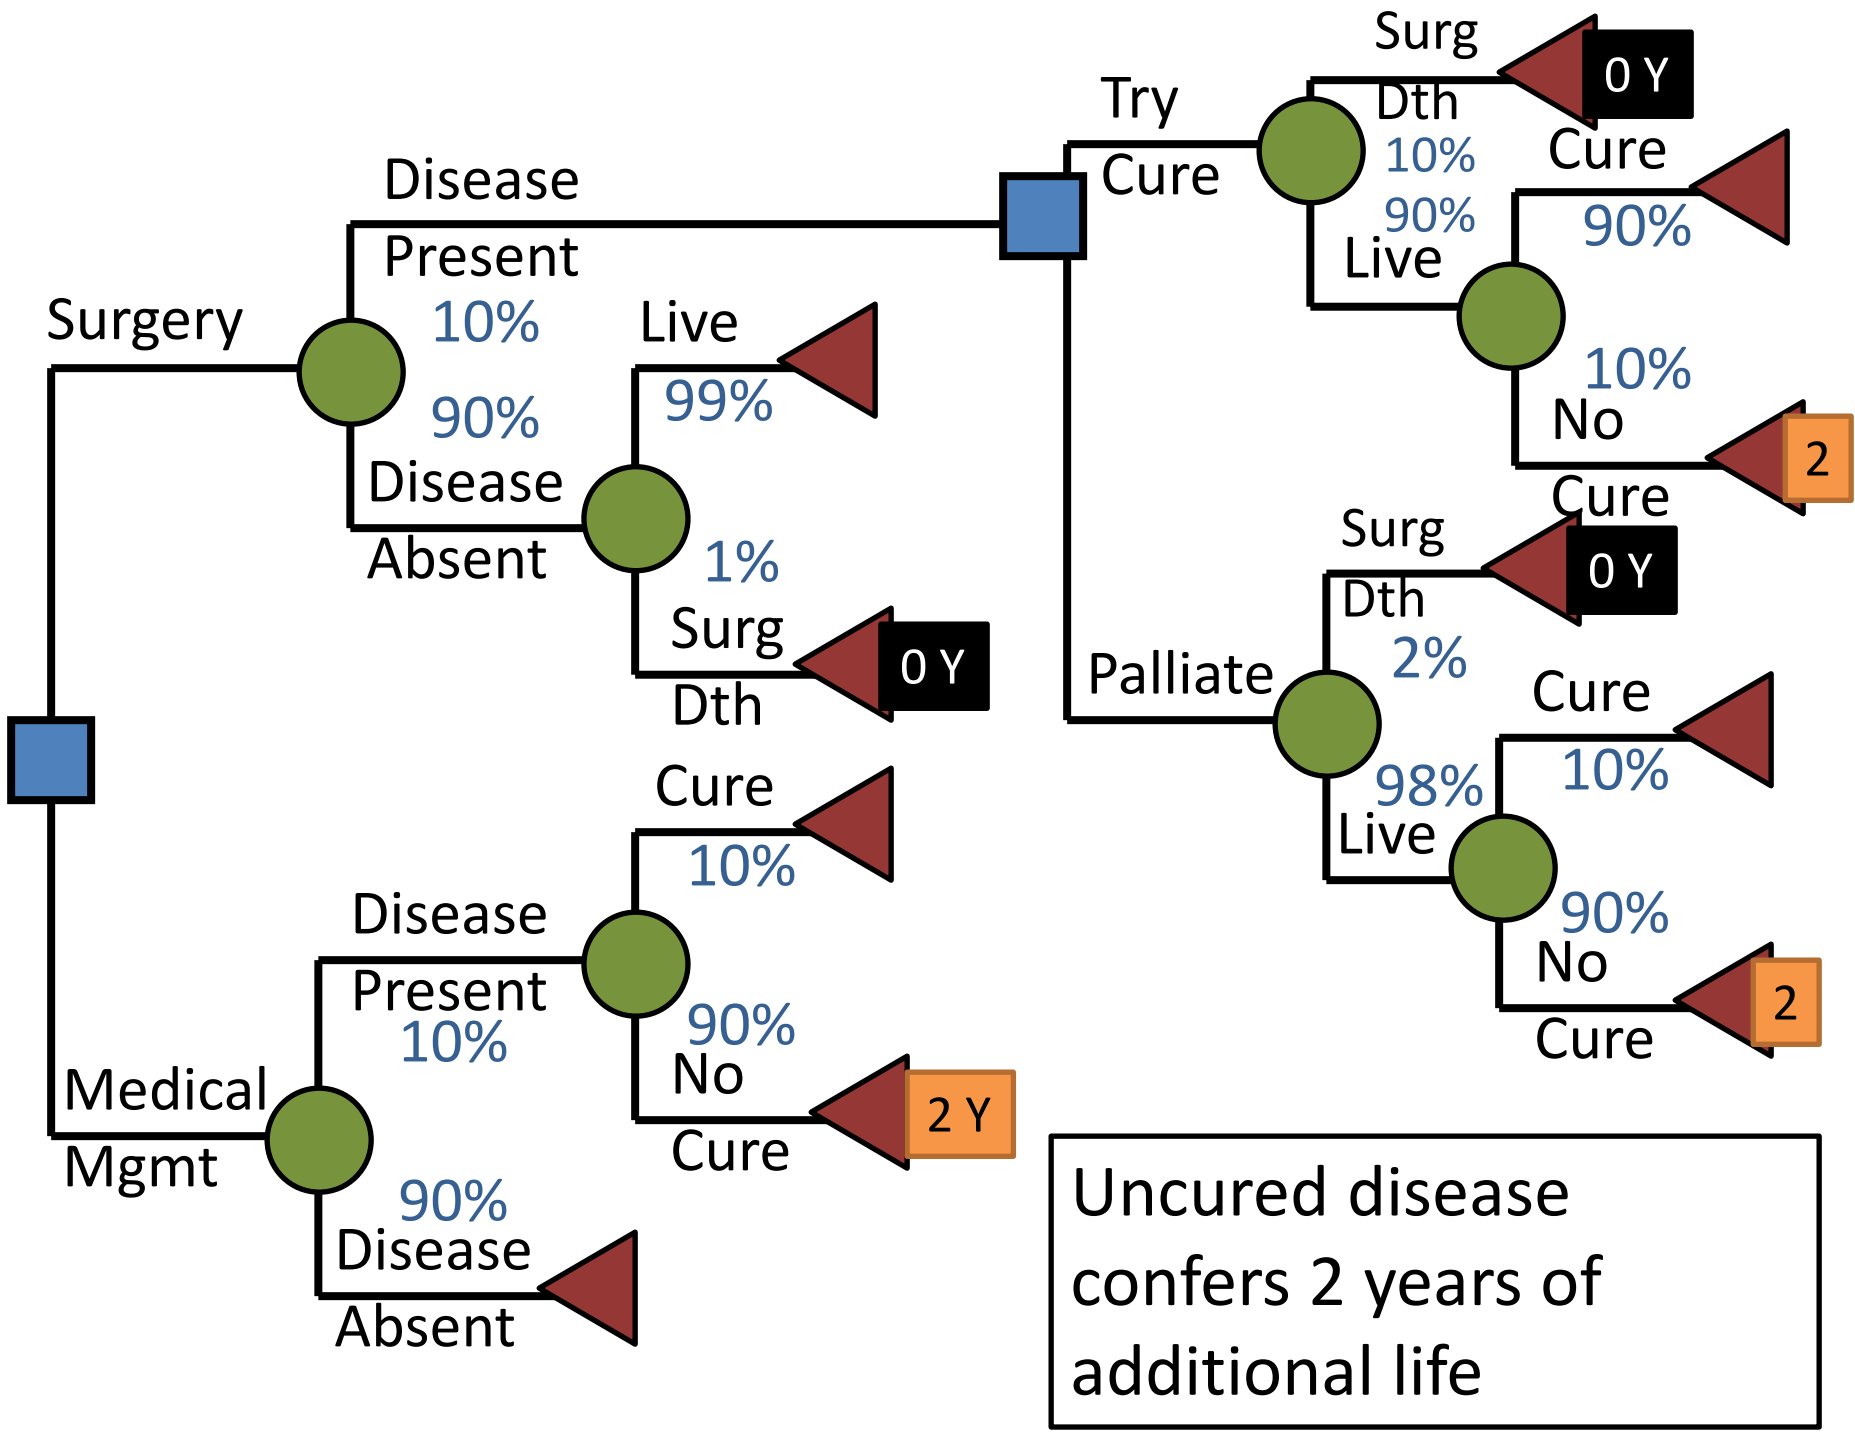 Surg
Dth
10%
0 Y
Try
Cure
90%
Live
Cure
90%
10%
No
Cure
2
Disease
Present
10%
Surgery
90%
Disease
Absent
Live
99%
1%
Surg
Dth
0 Y
Surg
Dth
2%
0 Y
Palliate
98%
Live
Cure
10%
90%
No
Cure
2
Cure
10%
Disease
Present
10%
90%
No
Cure
2 Y
Medical
Mgmt
90%
Disease
Absent
Uncured disease
confers 2 years of
additional life